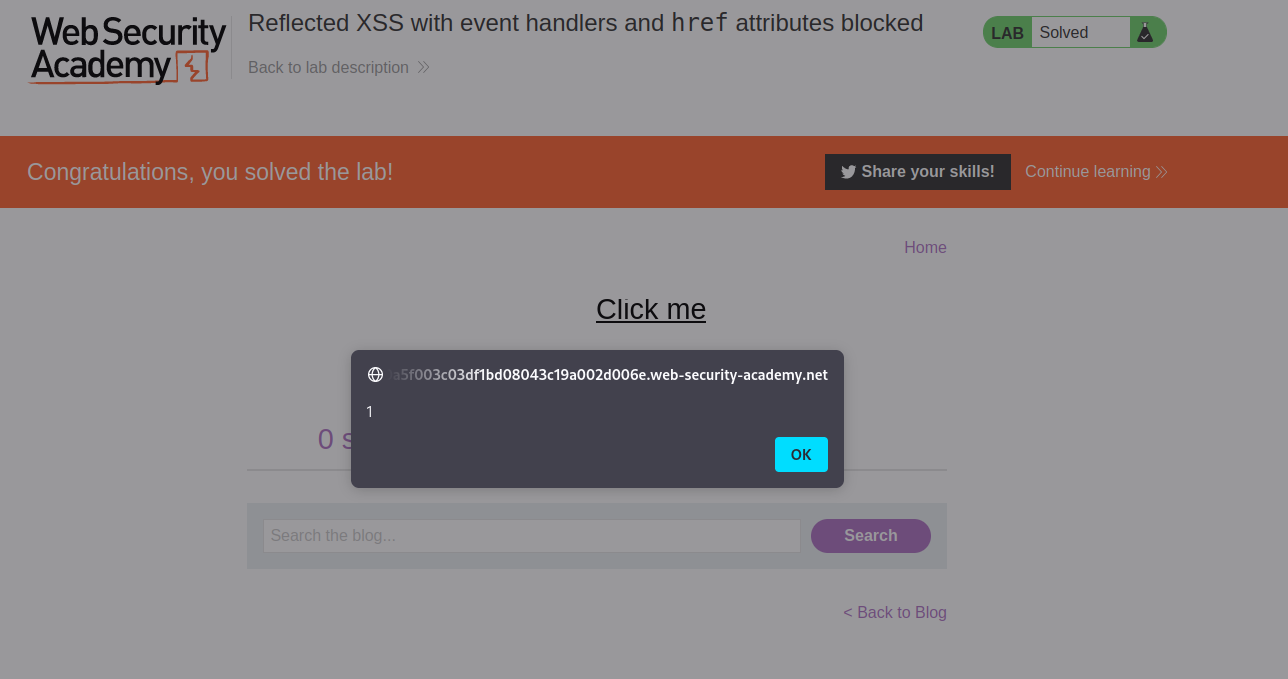 Web Security
Academy
Reflected XSS with event handlers and href attributes blocked
Back to lab description
LAB
Solved
Congratulations, you solved the lab!
Share your skills!
Continue learning
Home
Click me
a5f003c03df1bd08043c19a002d006e.web-security-academy.net
1
OK
0 s
Search the blog...
Search
< Back to Blog